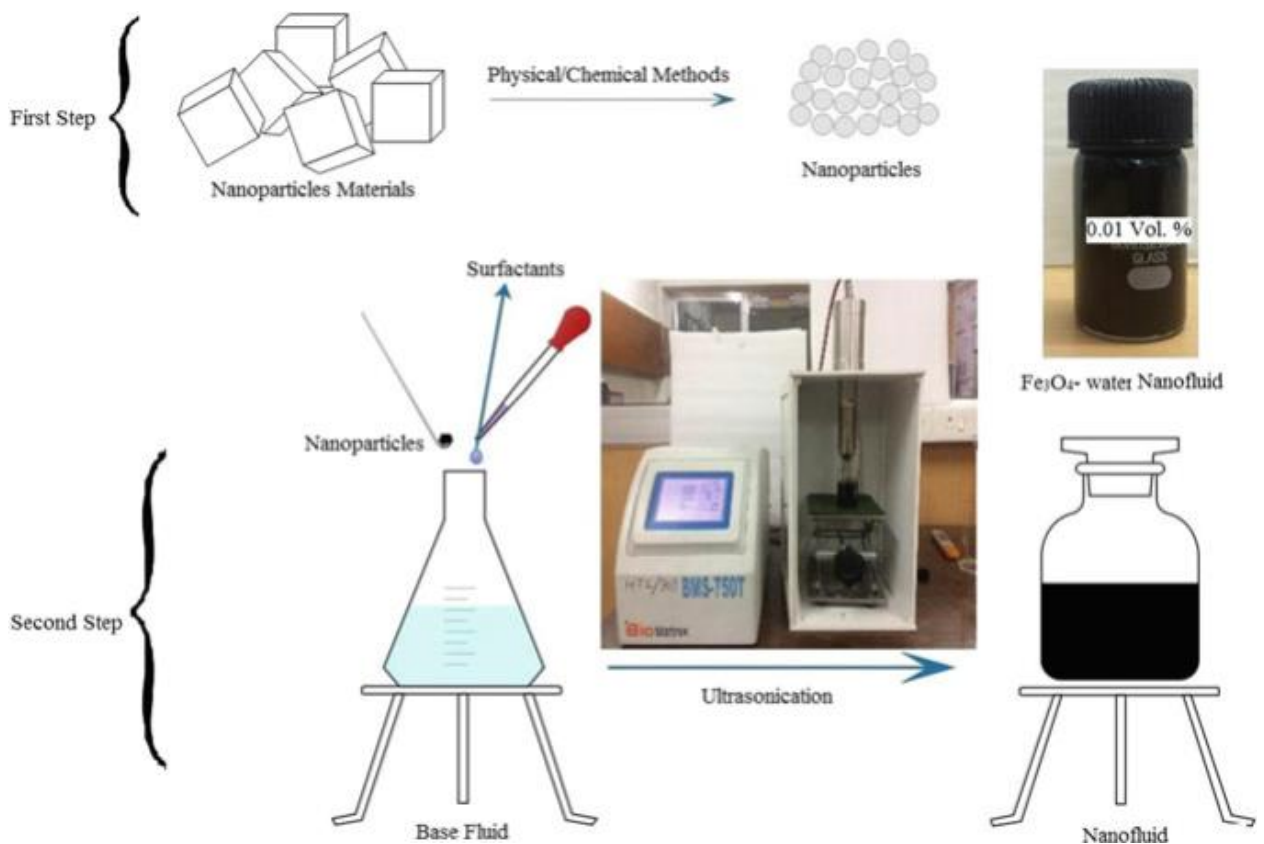 First Step
Physical/Chemical Methods
Nanoparticles Materials
Nanoparticles
0.01 Vol. %
GLASS
Fe₃O₄- water Nanofluid
Surfactants
Nanoparticles
Second Step
BMS-750T
Bio
Ultrasonication
Base Fluid
Nanofluid